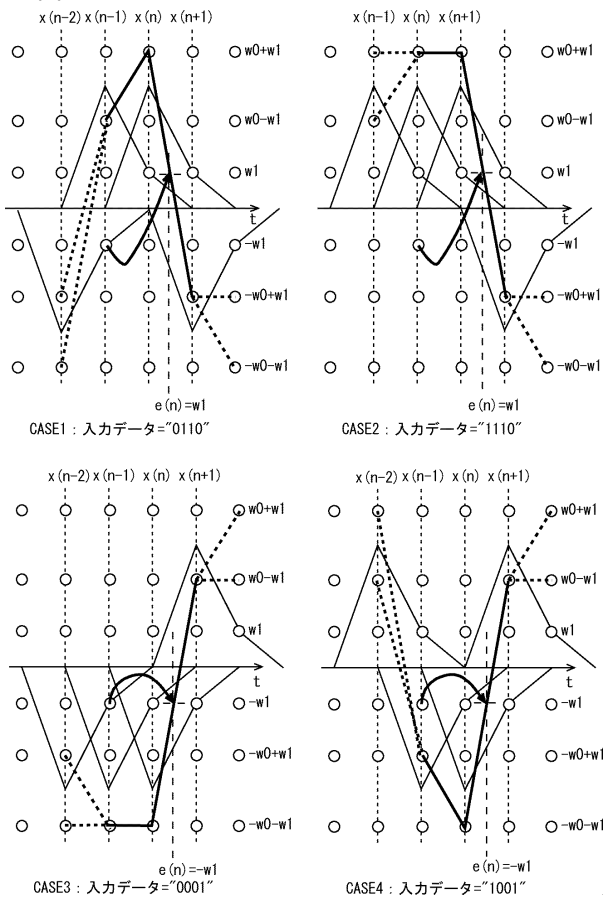 x(n-2) x(n-1) x(n) x(n+1)
w0+w1
w0-w1
w1
t
-w1
-w0+w1
-w0-w1
e(n)=w1
CASE1：入力データ="0110"
x(n-1) x(n) x(n+1)
w0+w1
w0-w1
w1
t
-w1
-w0+w1
-w0-w1
e(n)=w1
CASE2：入力データ="1110"
x(n-2) x(n-1) x(n) x(n+1)
w0+w1
w0-w1
w1
t
-w1
-w0+w1
-w0-w1
e(n)=-w1
CASE3：入力データ="0001"
x(n-2) x(n-1) x(n) x(n+1)
w0+w1
w0-w1
w1
t
-w1
-w0+w1
-w0-w1
e(n)=-w1
CASE4：入力データ="1001"